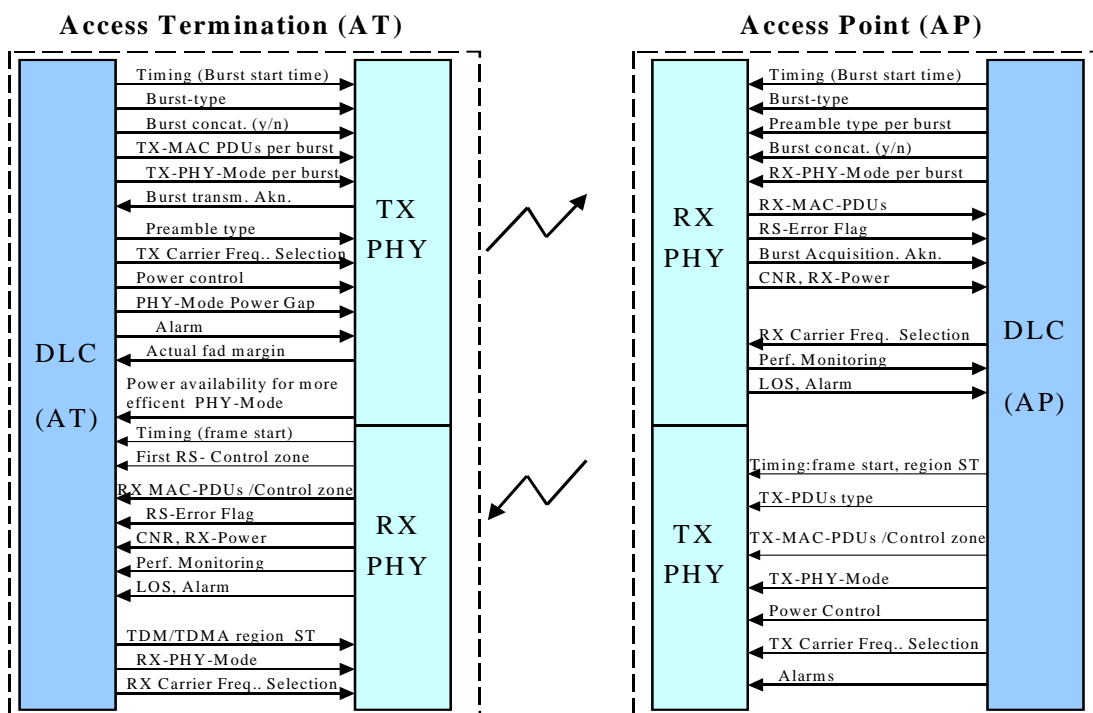 Access Termination (AT)
Timing (Burst start time)
Burst-type
Burst concat. (y/n)
TX-MAC PDUs per burst
TX-PHY-Mode per burst
Burst transm. Akn.
Preamble type
TX Carrier Freq.. Selection
Power control
PHY-Mode Power Gap
Alarm
Actual fad margin
Power availability for more
efficent PHY-Mode
Timing (frame start)
First RS- Control zone
RX MAC-PDUs /Control zone
RS-Error Flag
CNR, RX-Power
Perf. Monitoring
LOS, Alarm
TDM/TDMA region ST
RX-PHY-Mode
RX Carrier Freq.. Selection
DLC
(AT)
TX
PHY
RX
PHY
Access Point (AP)
Timing (Burst start time)
Burst-type
Preamble type per burst
Burst concat. (y/n)
RX-PHY-Mode per burst
RX-MAC-PDUs
RS-Error Flag
Burst Acquisition. Akn.
CNR, RX-Power
RX Carrier Freq. Selection
Perf. Monitoring
LOS, Alarm
Timing:frame start, region ST
TX-PDUs type
TX-MAC-PDUs /Control zone
TX-PHY-Mode
Power Control
TX Carrier Freq.. Selection
Alarms
RX
PHY
TX
PHY
DLC
(AP)